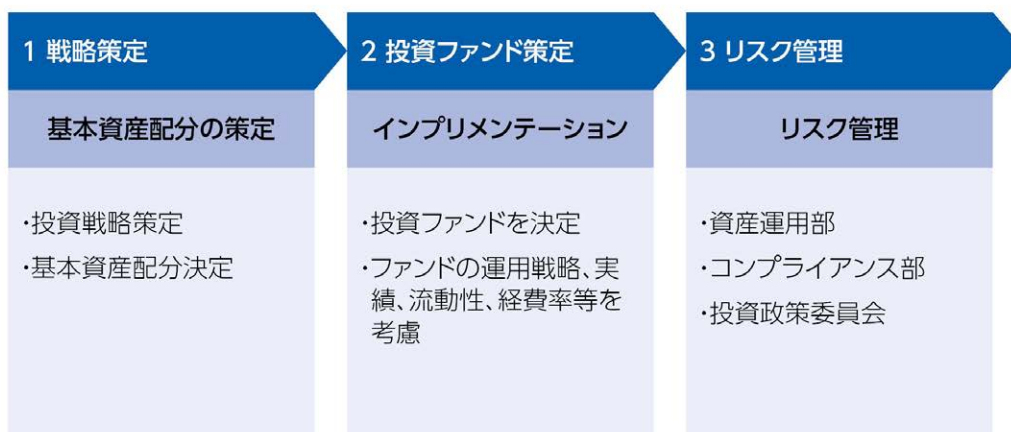 1 戦略策定
基本資産配分の策定
・投資戦略策定
・基本資産配分決定
2 投資ファンド策定
インプリメンテーション
・投資ファンドを決定
・ファンドの運用戦略、実
績、流動性、経費率等を
考慮
3 リスク管理
リスク管理
・資産運用部
・コンプライアンス部
・投資政策委員会